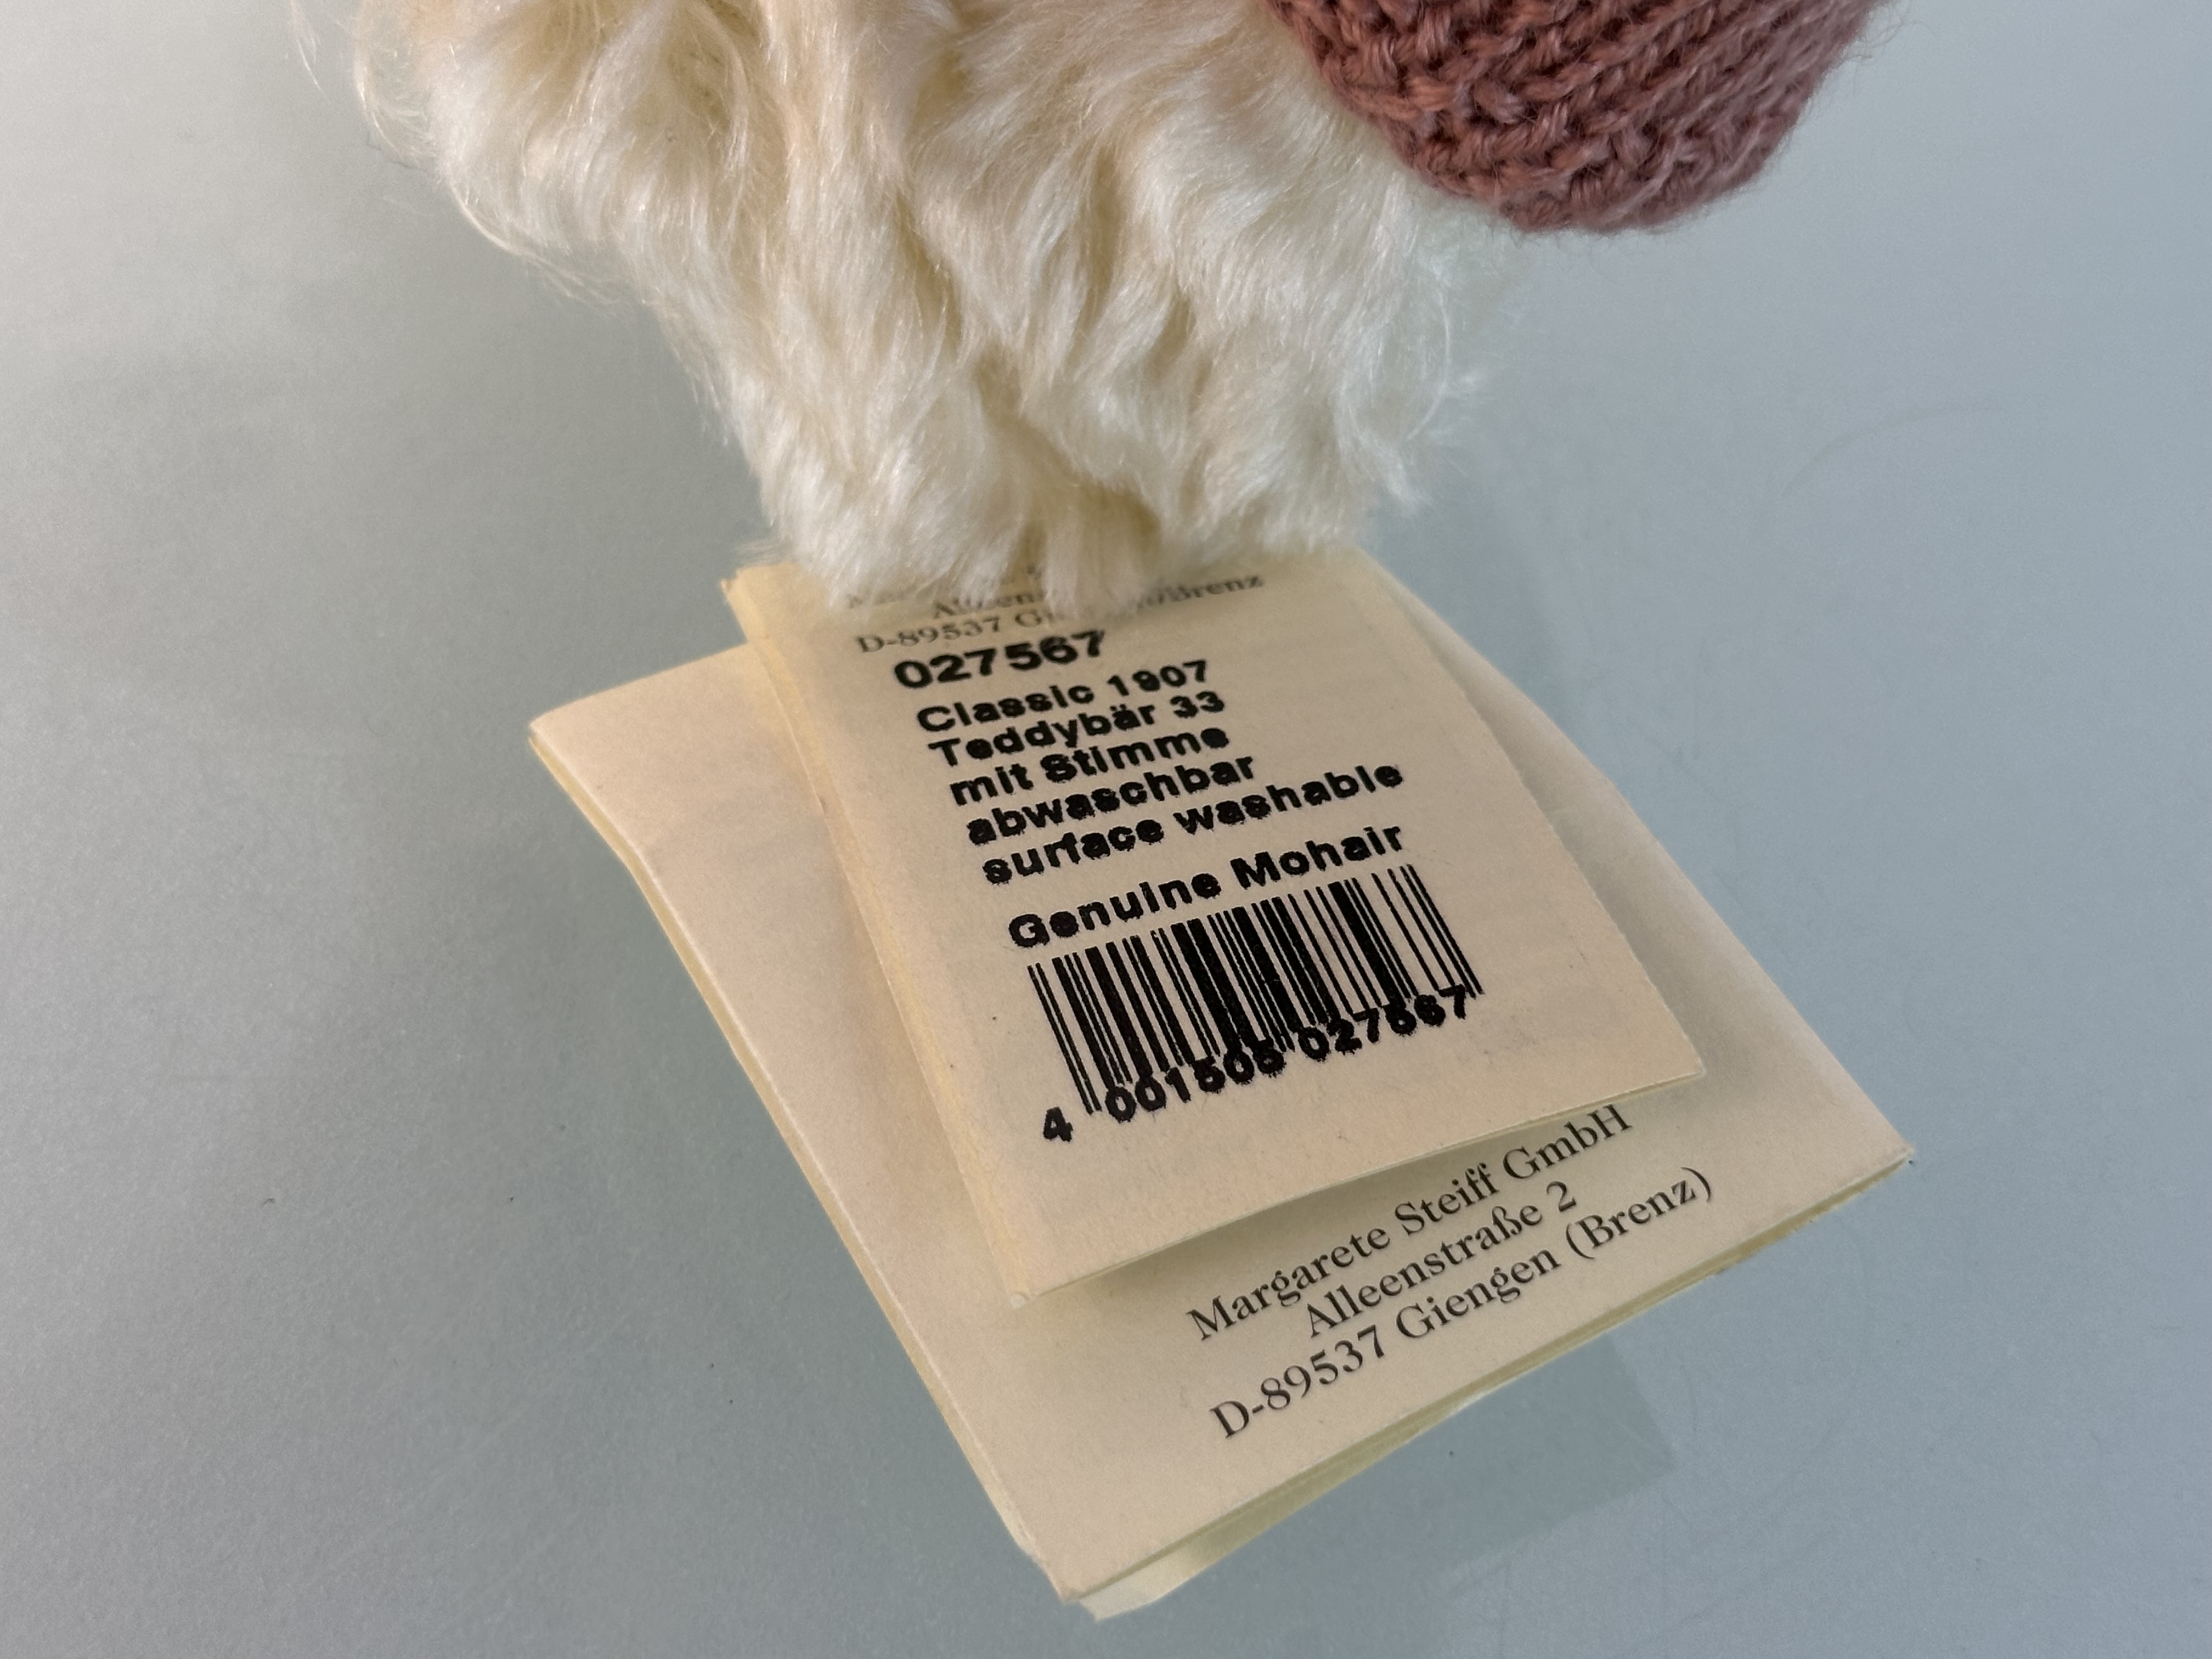 D-89537
027567
Classic 1907
Teddybär 33
mit Stimme
abwaschbar
surface washable
Genuine Mohair
4 001505 027567
Margarete Steiff GmbH
Alleenstraße 2
D-89537 Giengen (Brenz)